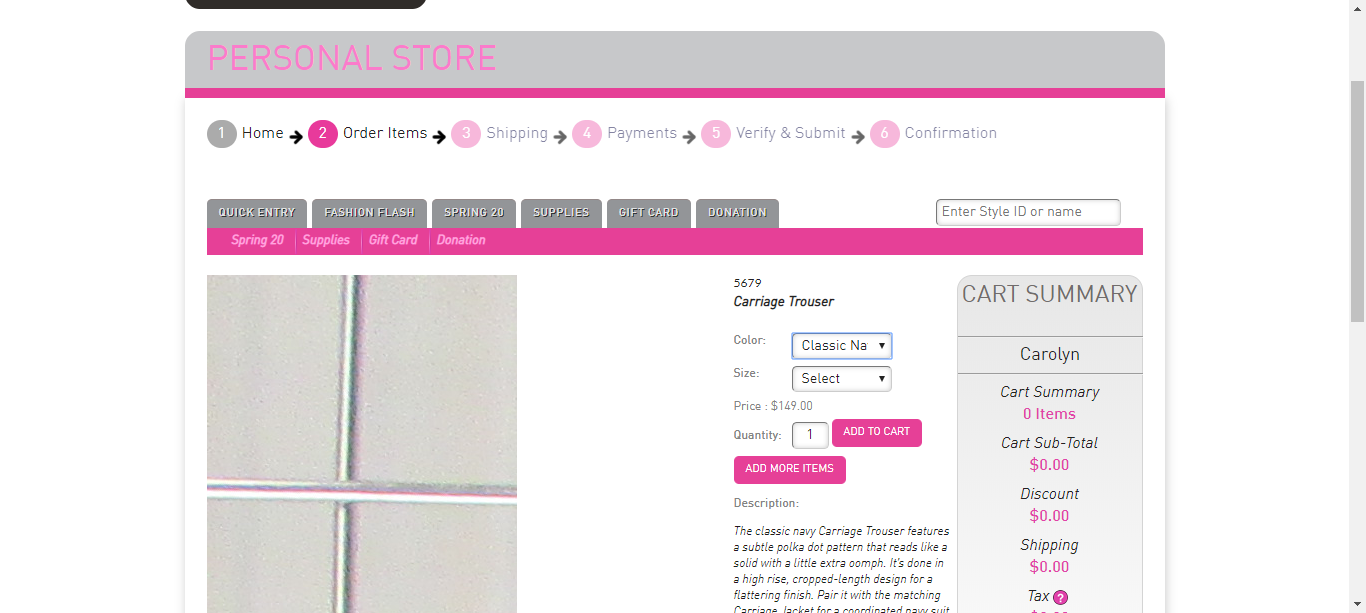 PERSONAL STORE
1 Home 2 Order Items 3 Shipping 4 Payments 5 Verify & Submit 6 Confirmation
QUICK ENTRY FASHION FLASH SPRING 20 SUPPLIES GIFT CARD DONATION
Enter Style ID or name
Spring 20 Supplies Gift Card Donation
5679
Carriage Trouser
Color: Classic Na
Size: Select
Price : $149.00
Quantity: 1 ADD TO CART
ADD MORE ITEMS
Description:
The classic navy Carriage Trouser features
a subtle polka dot pattern that reads like a
solid with a little extra oomph. It's done in
a high rise, cropped-length design for a
flattering finish. Pair it with the matching
Carriage Jacket for a coordinated navy suit
CART SUMMARY
Carolyn
Cart Summary
0 Items
Cart Sub-Total
$0.00
Discount
$0.00
Shipping
$0.00
Tax ?